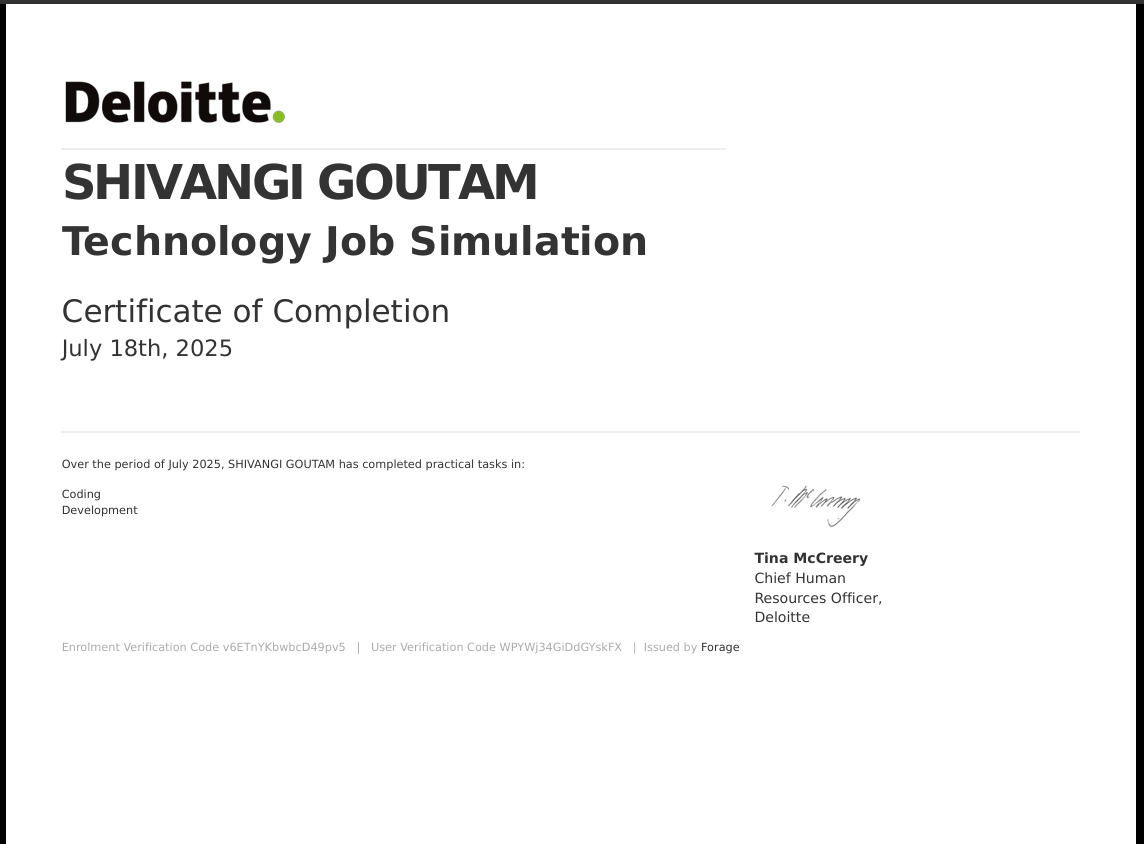 Deloitte.
SHIVANGI GOUTAM
Technology Job Simulation
Certificate of Completion
July 18th, 2025
Over the period of July 2025, SHIVANGI GOUTAM has completed practical tasks in:
Coding
Development
T. McCreery
Tina McCreery
Chief Human
Resources Officer,
Deloitte
Enrolment Verification Code v6ETnYKbwbcD49pv5 | User Verification Code WPYWj34GiDdGYskFX | Issued by Forage